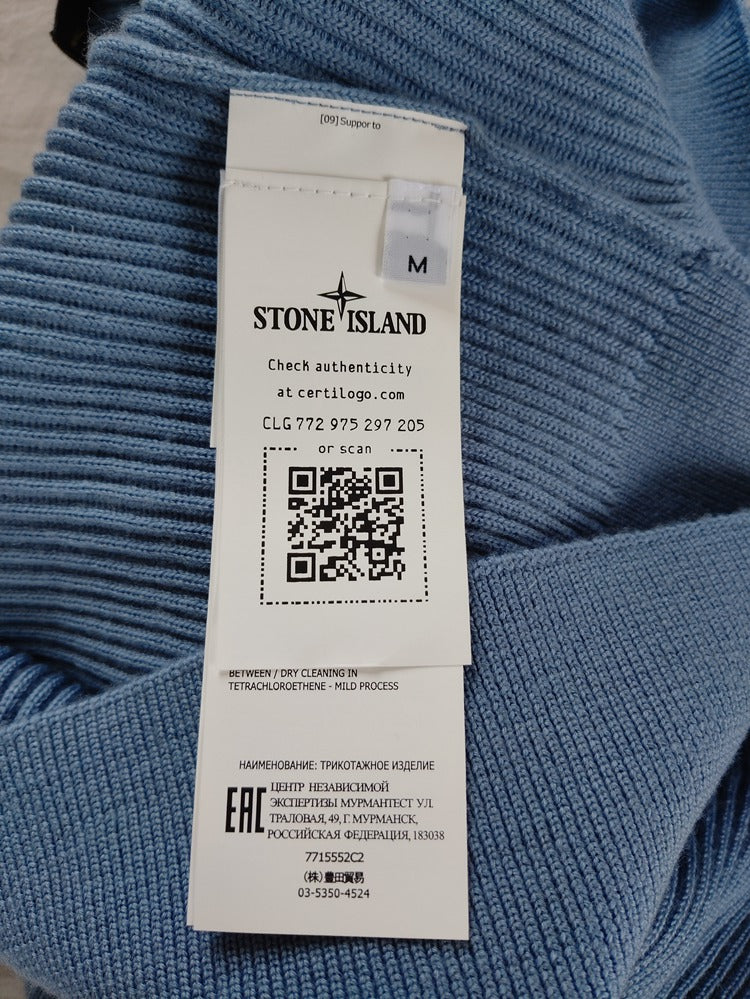 [09] Suppor to
M
STONE ISLAND
Check authenticity
at certilogo.com
CLG 772 975 297 205
or scan
BETWEEN / DRY CLEANING IN
TETRACHLOROETHENE - MILD PROCESS
НАИМЕНОВАНИЕ: ТРИКОТАЖНОЕ ИЗДЕЛИЕ
EAC
ЦЕНТР НЕЗАВИСИМОЙ
ЭКСПЕРТИЗЫ МУРМАНТЕСТ УЛ.
ТРАЛОВАЯ, 49, Г. МУРМАНСК,
РОССИЙСКАЯ ФЕДЕРАЦИЯ, 183038
7715552C2
(株)豊田貿易
03-5350-4524